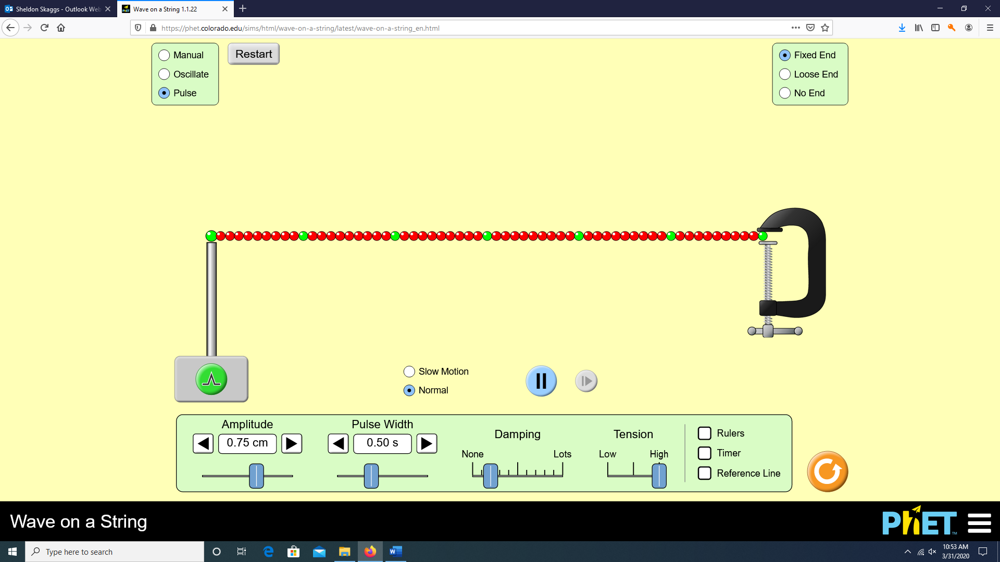 Sheldon Skaggs - Outlook Web
Wave on a String 1.1.22
https://phet.colorado.edu/sims/html/wave-on-a-string/latest/wave-on-a-string_en.html
Manual
Oscillate
Pulse
Restart
Fixed End
Loose End
No End
Slow Motion
Normal
Amplitude
0.75 cm
Pulse Width
0.50 s
Damping
None
Lots
Tension
Low
High
Rulers
Timer
Reference Line
Wave on a String
PhET
Type here to search
10:53 AM
3/31/2020